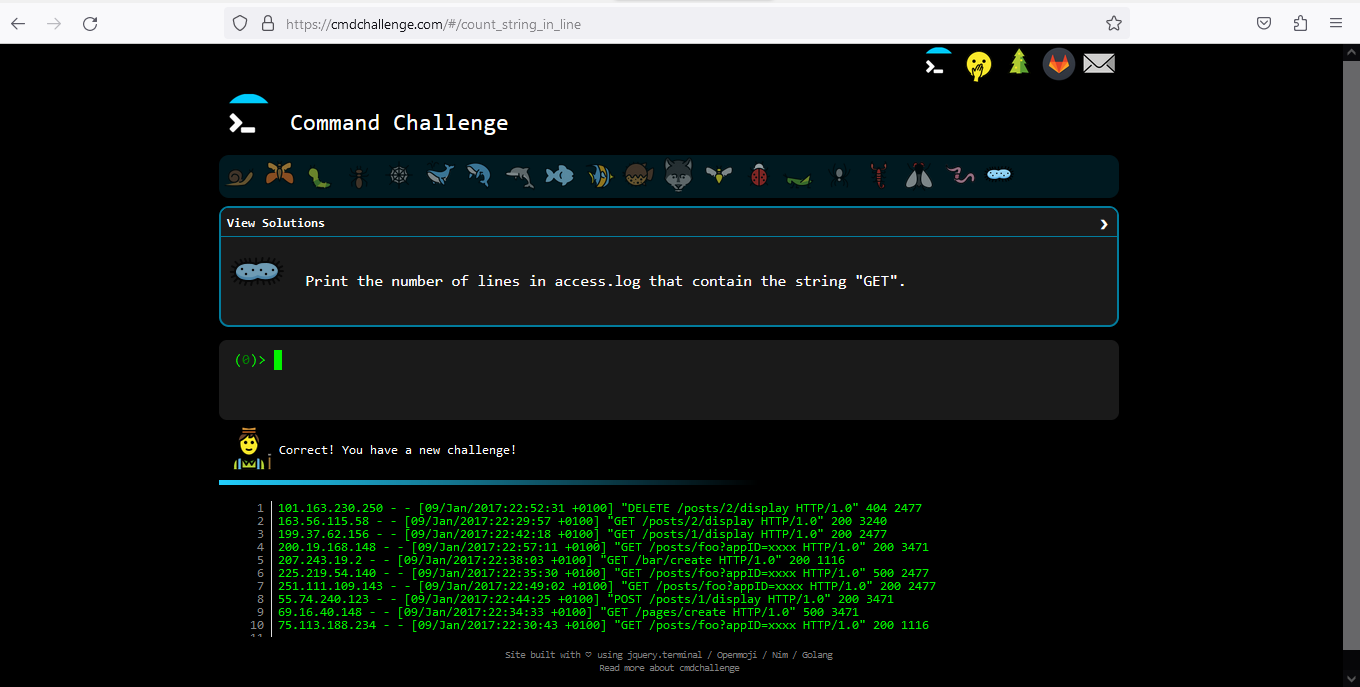 https://cmdchallenge.com/#/count_string_in_line
Command Challenge
View Solutions
Print the number of lines in access.log that contain the string "GET".
(0)>
Correct! You have a new challenge!
1 101.163.230.250 - - [09/Jan/2017:22:52:31 +0100] "DELETE /posts/2/display HTTP/1.0" 404 2477
2 163.56.115.58 - - [09/Jan/2017:22:29:57 +0100] "GET /posts/2/display HTTP/1.0" 200 3240
3 199.37.62.156 - - [09/Jan/2017:22:42:18 +0100] "GET /posts/1/display HTTP/1.0" 200 2477
4 200.19.168.148 - - [09/Jan/2017:22:57:11 +0100] "GET /posts/foo?appID=xxxx HTTP/1.0" 200 3471
5 207.243.19.2 - - [09/Jan/2017:22:38:03 +0100] "GET /bar/create HTTP/1.0" 200 1116
6 225.219.54.140 - - [09/Jan/2017:22:35:30 +0100] "GET /posts/foo?appID=xxxx HTTP/1.0" 500 2477
7 251.111.109.143 - - [09/Jan/2017:22:49:02 +0100] "GET /posts/foo?appID=xxxx HTTP/1.0" 200 2477
8 55.74.240.123 - - [09/Jan/2017:22:44:25 +0100] "POST /posts/1/display HTTP/1.0" 200 3471
9 69.16.40.148 - - [09/Jan/2017:22:34:33 +0100] "GET /pages/create HTTP/1.0" 500 3471
10 75.113.188.234 - - [09/Jan/2017:22:30:43 +0100] "GET /posts/foo?appID=xxxx HTTP/1.0" 200 1116
11
Site built with ♡ using jquery.terminal / Openmoji / Nim / Golang
Read more about cmdchallenge